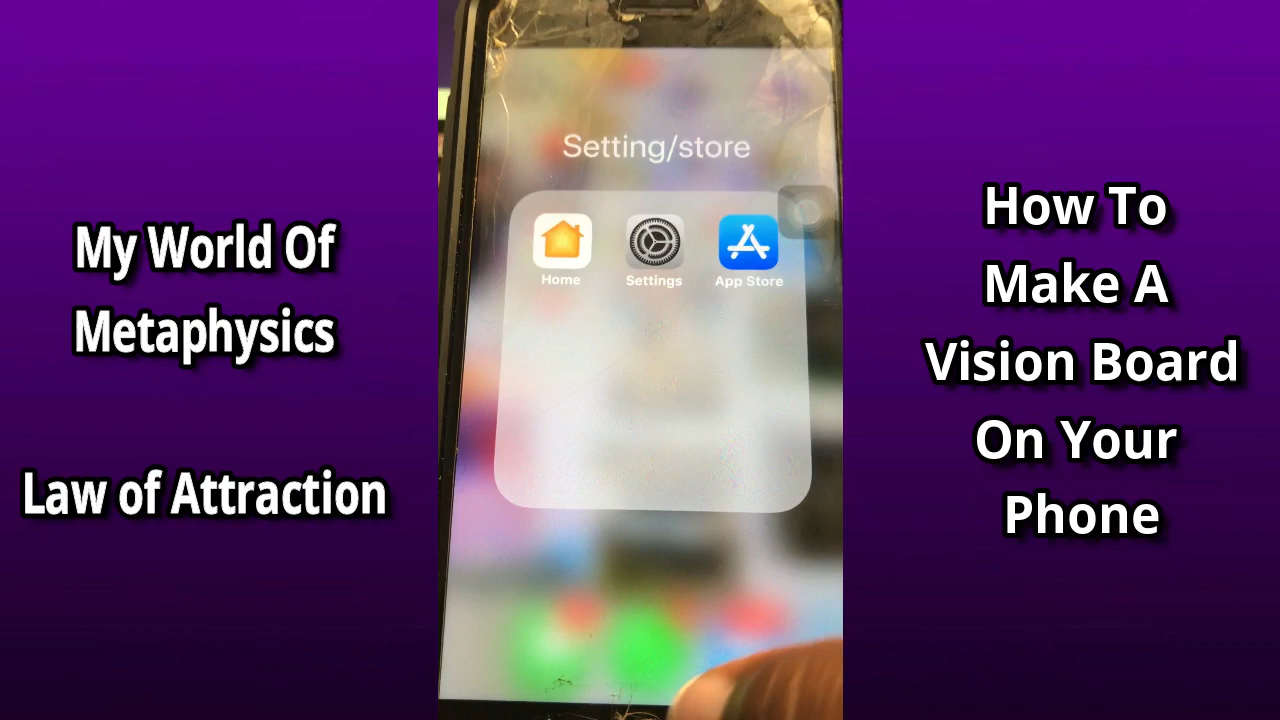 My World Of
Metaphysics
Law of Attraction
Setting/store
Home
Settings
App Store
How To
Make A
Vision Board
On Your
Phone